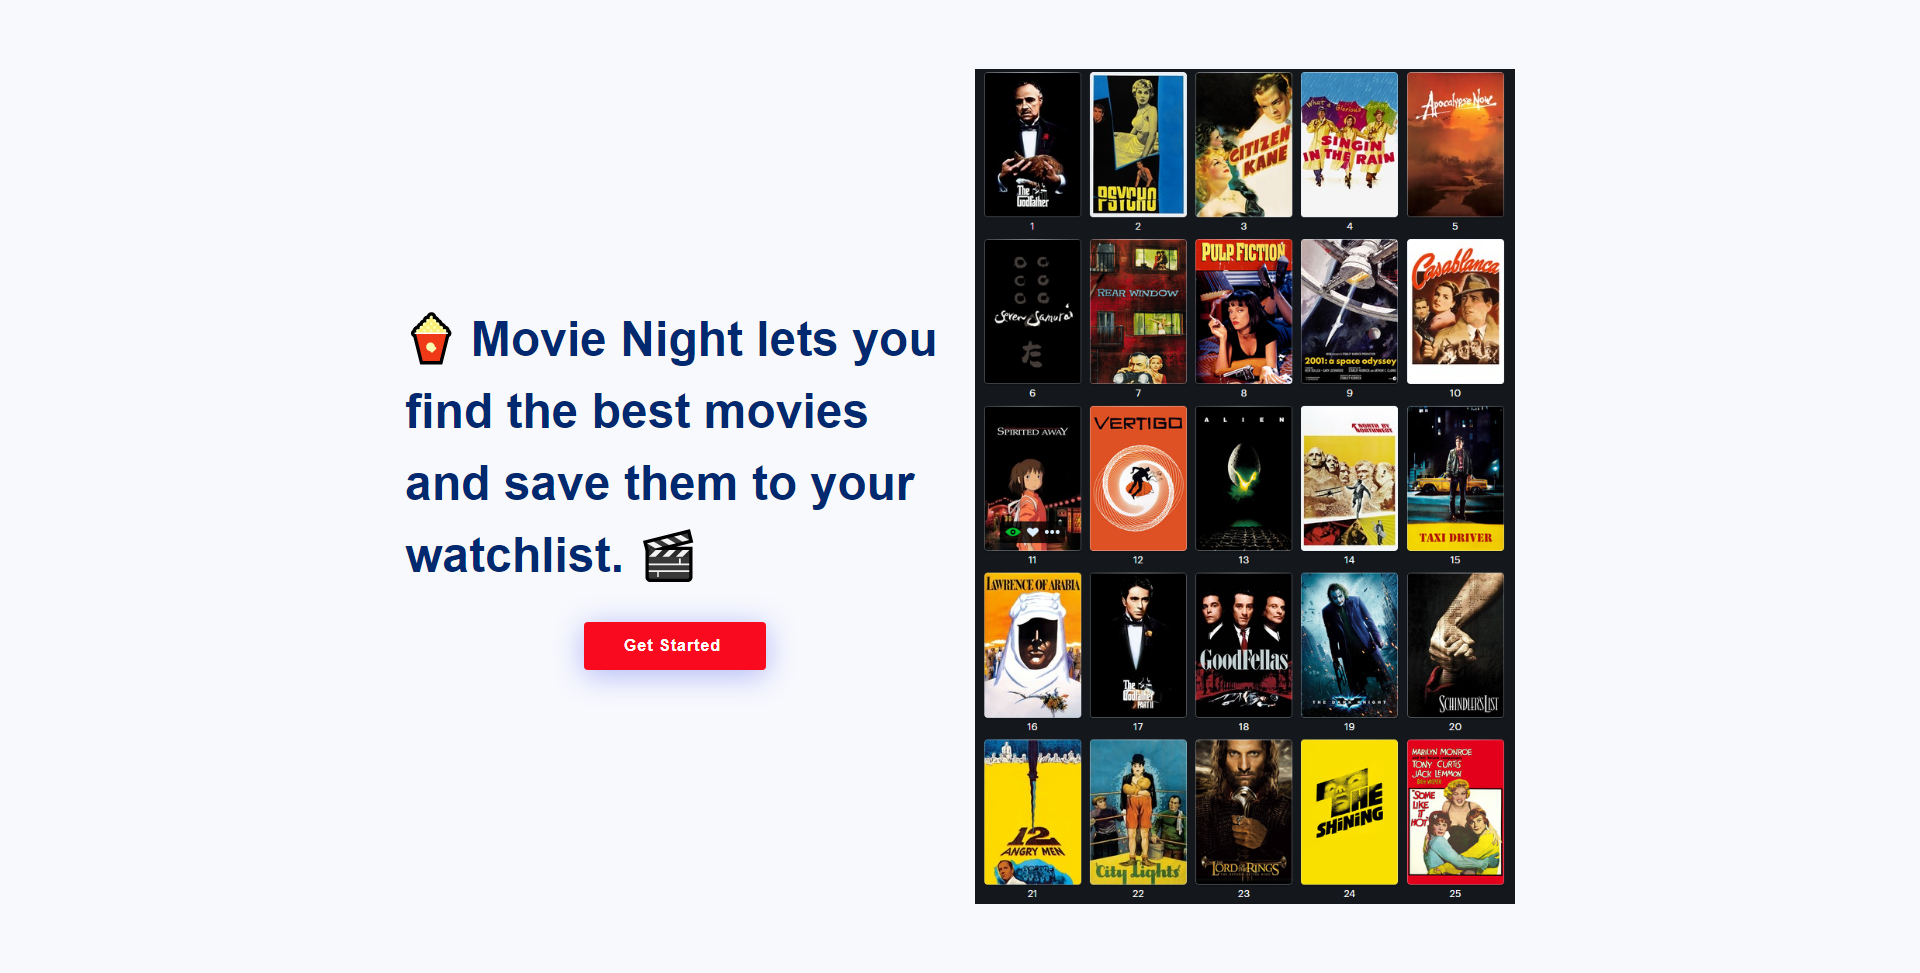 Movie Night lets you
find the best movies
and save them to your
watchlist.
Get Started
The Godfather
PSYCHO
CITIZEN KANE
What a Glorious
SINGIN' IN THE RAIN
Apocalypse Now
1 2 3 4 5
Seven Samurai
た
REAR WINDOW
PULP FICTION
2001: a space odyssey
Casablanca
6 7 8 9 10
SPIRITED AWAY
VERTIGO
ALIEN
NORTH BY NORTHWEST
TAXI DRIVER
11 12 13 14 15
LAWRENCE OF ARABIA
The Godfather PART II
GoodFellas
THE DARK KNIGHT
SCHINDLER'S LIST
16 17 18 19 20
12 ANGRY MEN
City Lights
THE LORD OF THE RINGS
THE SHiNiNG
MARILYN MONROE
TONY CURTIS
JACK LEMMON
"SOME LIKE IT HOT"
21 22 23 24 25